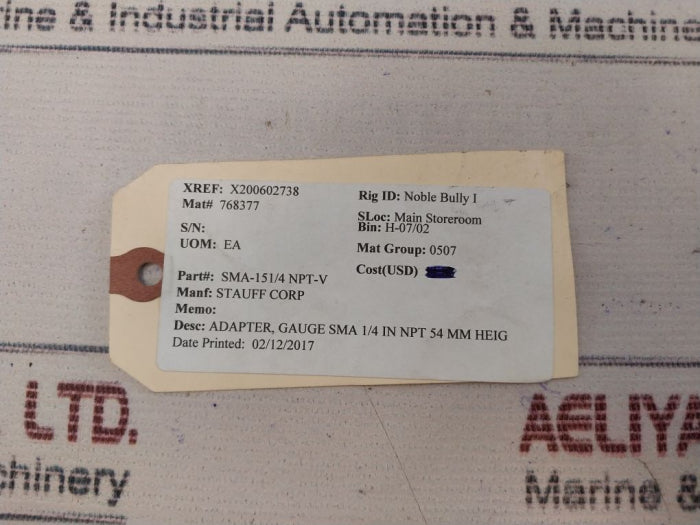 ne & Industrial Automation & Machine
XREF: X200602738
Mat# 768377
S/N:
UOM: EA
Part#: SMA-151/4 NPT-V
Manf: STAUFF CORP
Memo:
Desc: ADAPTER, GAUGE SMA 1/4 IN NPT 54 MM HEIG
Date Printed: 02/12/2017
Rig ID: Noble Bully I
SLoc: Main Storeroom
Bin: H-07/02
Mat Group: 0507
Cost(USD)
LTD.
chinery
AELIYA
Marine &